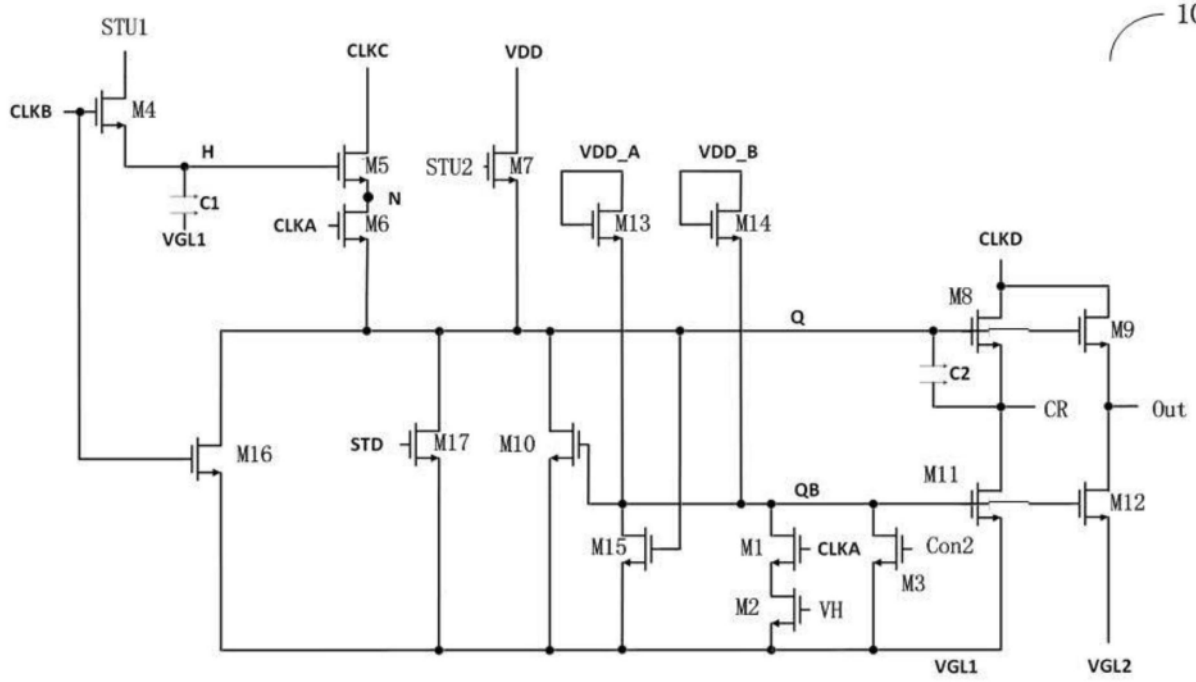 10
STU1
CLKC
VDD
CLKB
M4
H
M5
STU2
M7
VDD_A
VDD_B
C1
N
VGL1
CLKA
M6
M13
M14
CLKD
M8
Q
M9
C2
CR
Out
M16
STD
M17
M10
QB
M11
M12
M15
M1
CLKA
Con2
M3
M2
VH
VGL1
VGL2